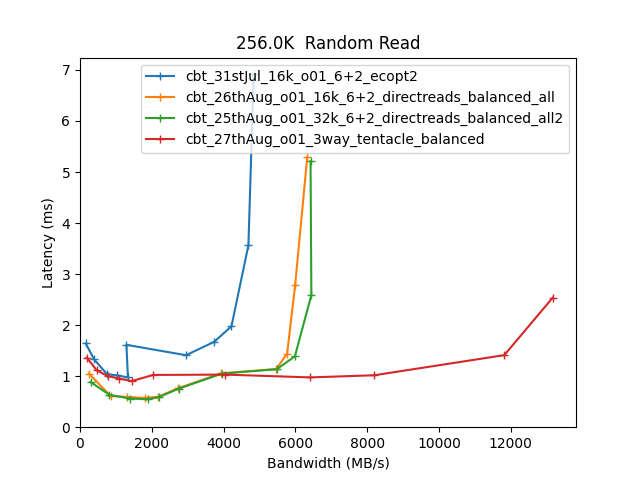 256.0K  Random Read
cbt_31stJul_16k_o01_6+2_ecopt2
cbt_26thAug_o01_16k_6+2_directreads_balanced_all
cbt_25thAug_o01_32k_6+2_directreads_balanced_all2
cbt_27thAug_o01_3way_tentacle_balanced
7
6
5
4
3
2
1
0
Latency (ms)
0 2000 4000 6000 8000 10000 12000
Bandwidth (MB/s)